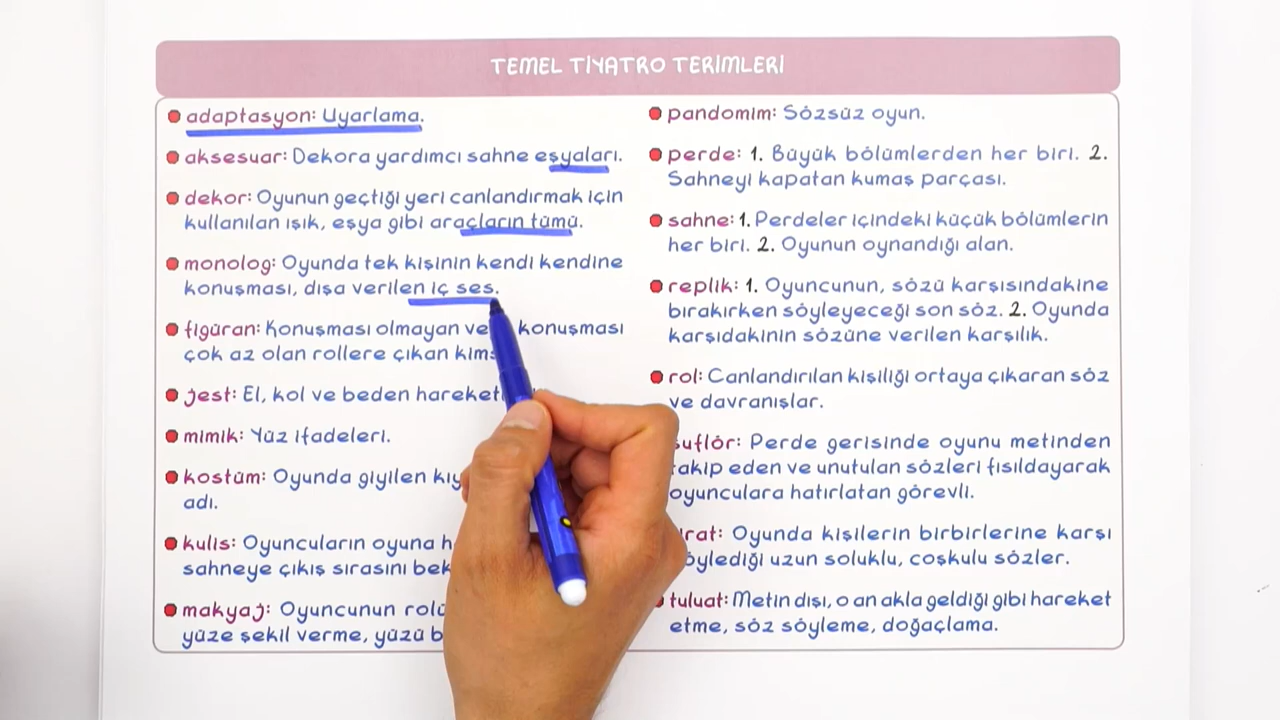 TEMEL TİYATRO TERİMLERİ
adaptasyon: Uyarlama.
aksesuar: Dekora yardımcı sahne eşyaları.
dekor: Oyunun geçtiği yeri canlandırmak için
kullanılan ışık, eşya gibi araçların tümü.
monolog: Oyunda tek kişinin kendi kendine
konuşması, dışa verilen iç ses.
figüran: Konuşması olmayan konuşması
çok az olan rollere çıkan
jest: El, kol ve beden
mimik: Yüz ifadeleri.
kostüm: Oyunda giyilen
adı.
kulis: Oyuncuların oyuna
sahneye çıkış sırasını
makyaj: Oyuncunun
yüze şekil verme, yüzü
pandomim: Sözsüz oyun.
perde: 1. Büyük bölümlerden her biri. 2.
Sahneyi kapatan kumaş parçası.
sahne: 1. Perdeler içindeki küçük bölümlerin
her biri. 2. Oyunun oynandığı alan.
replik: 1. Oyuncunun, sözü karşısındakine
bırakırken söyleyeceği son söz. 2. Oyunda
karşıdakinin sözüne verilen karşılık.
rol: Canlandırılan kişiliği ortaya çıkaran söz
ve davranışlar.
suflör: Perde gerisinde oyunu metinden
takip eden ve unutulan sözleri fısıldayarak
oyunculara hatırlatan görevli.
Oyunda kişilerin birbirlerine karşı
söylediği uzun soluklu, coşkulu sözler.
tuluat: Metin dışı, o an akla geldiği gibi hareket
etme, söz söyleme, doğaçlama.